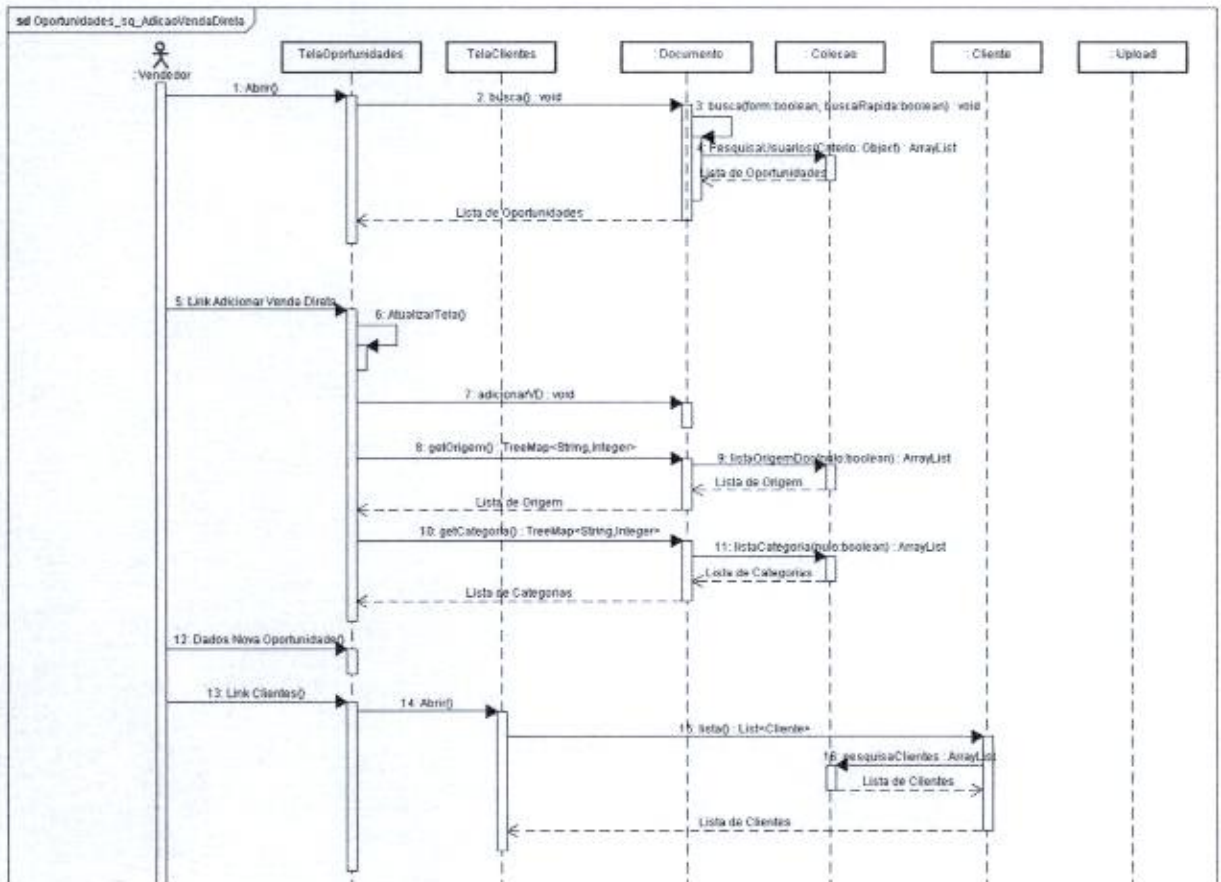 sd Oportunidades_sq_AdicaoVendaDireta
: Vendedor
TelaOportunidades
TelaClientes
: Documento
: Colecao
: Cliente
: Upload
1: Abrir()
2: busca() : void
3: busca(form:boolean, buscaRapida:boolean) : void
4: PesquisaUsuarios(Criterio: Object) : ArrayList
Lista de Oportunidades
Lista de Oportunidades
5: Link Adicionar Venda Direta
6: AtualizarTela()
7: adicionarVD : void
8: getOrigem() : TreeMap<String,Integer>
9: listaOrigemDoc(nulo:boolean) : ArrayList
Lista de Origem
Lista de Origem
10: getCategoria() : TreeMap<String,Integer>
11: listaCategoria(nulo:boolean) : ArrayList
Lista de Categorias
Lista de Categorias
12: Dados Nova Oportunidade()
13: Link Clientes()
14: Abrir()
15: lista() : List<Cliente>
16: pesquisaClientes : ArrayList
Lista de Clientes
Lista de Clientes